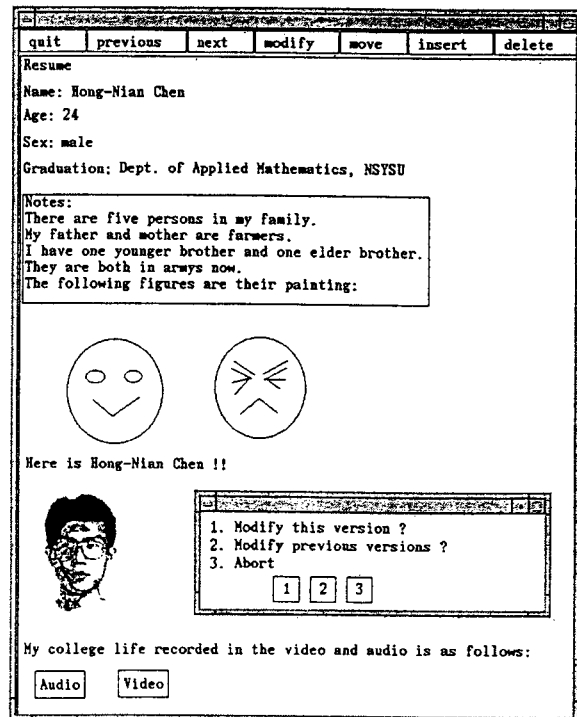 quit previous next modify move insert delete
Resume
Name: Hong-Nian Chen
Age: 24
Sex: male
Graduation: Dept. of Applied Mathematics, NSYSU
Notes:
There are five persons in my family.
My father and mother are farmers.
I have one younger brother and one elder brother.
They are both in armys now.
The following figures are their painting:
Here is Hong-Nian Chen !!
1. Modify this version ?
2. Modify previous versions ?
3. Abort
1 2 3
My college life recorded in the video and audio is as follows:
Audio Video